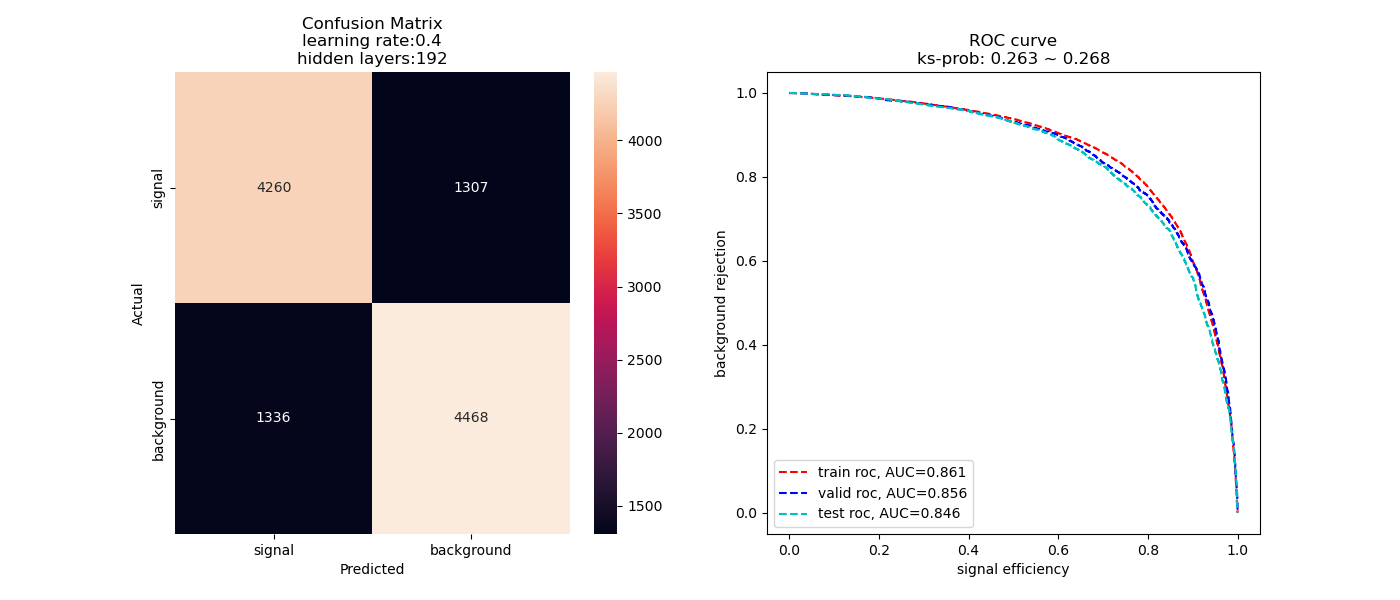 Confusion Matrix
learning rate:0.4
hidden layers:192
signal
background
Actual
4260
1307
1336
4468
signal
background
Predicted
4000
3500
3000
2500
2000
1500
ROC curve
ks-prob: 0.263 ~ 0.268
background rejection
1.0
0.8
0.6
0.4
0.2
0.0
train roc, AUC=0.861
valid roc, AUC=0.856
test roc, AUC=0.846
0.0
0.2
0.4
0.6
0.8
1.0
signal efficiency